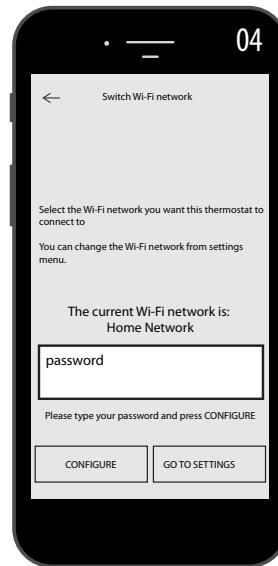 04
Switch Wi-Fi network
Select the Wi-Fi network you want this thermostat to
connect to
You can change the Wi-Fi network from settings
menu.
The current Wi-Fi network is:
Home Network
password
Please type your password and press CONFIGURE
CONFIGURE
GO TO SETTINGS